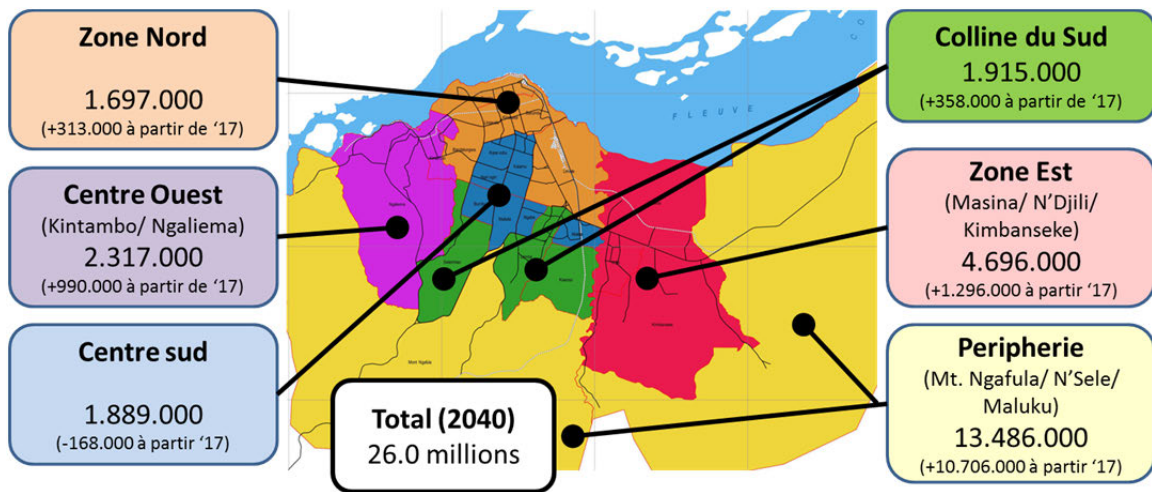 Zone Nord
1.697.000
(+313.000 à partir de ‘17)
Centre Ouest
(Kintambo/ Ngaliema)
2.317.000
(+990.000 à partir de ‘17)
Centre sud
1.889.000
(-168.000 à partir ‘17)
Colline du Sud
1.915.000
(+358.000 à partir de ‘17)
Zone Est
(Masina/ N’Djili/
Kimbanseke)
4.696.000
(+1.296.000 à partir ‘17)
Peripherie
(Mt. Ngafula/ N’Sele/
Maluku)
13.486.000
(+10.706.000 à partir ‘17)
Total (2040)
26.0 millions
FLEUVE
Ngaliema
Mont Ngafula